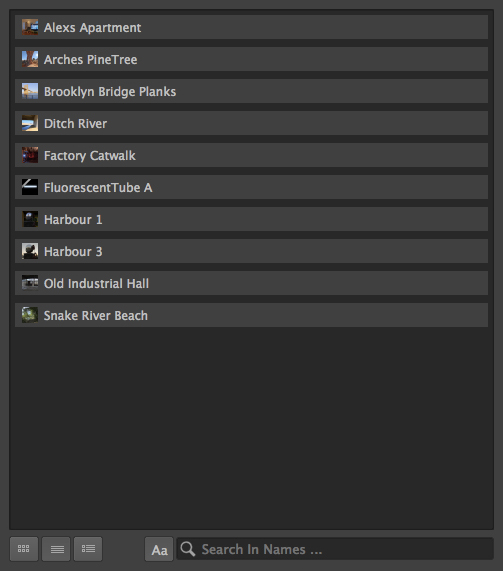 Alexs Apartment
Arches PineTree
Brooklyn Bridge Planks
Ditch River
Factory Catwalk
FluorescentTube A
Harbour 1
Harbour 3
Old Industrial Hall
Snake River Beach
Aa Search In Names ...